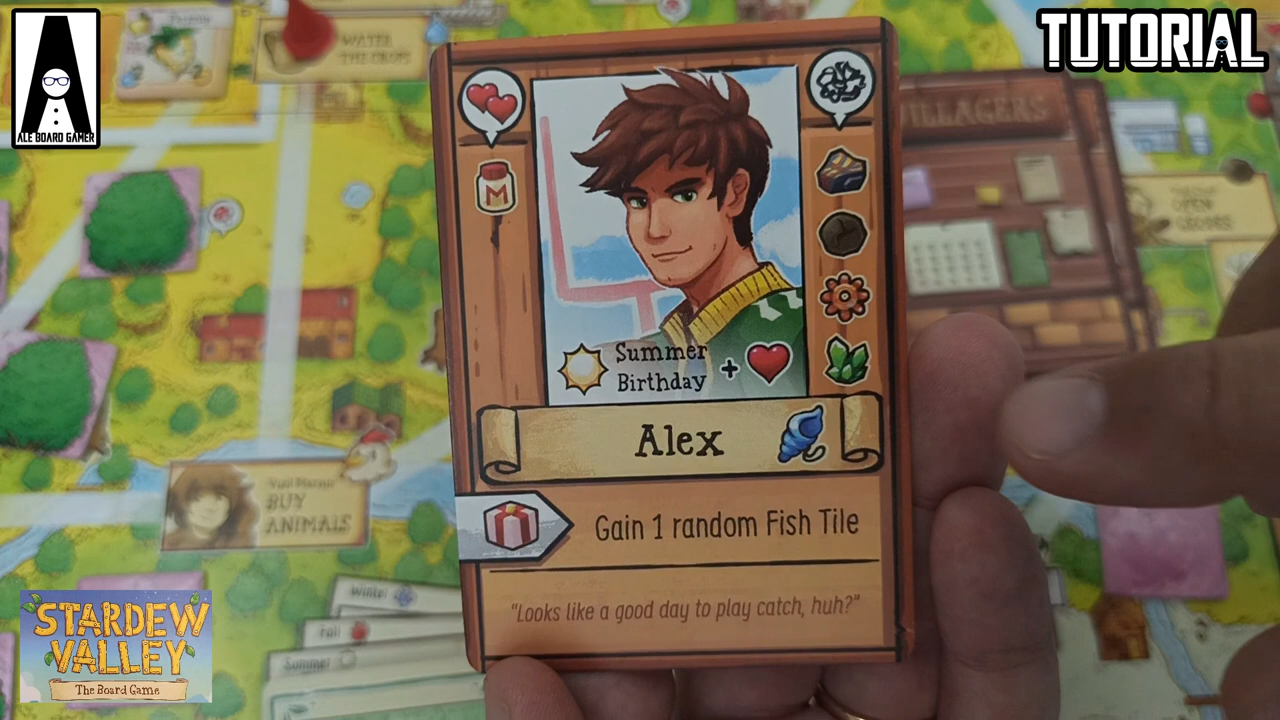 TUTORIAL
ALE BOARD GAMER
WATER
THE CROPS
VILLAGERS
M
Summer
Birthday
+
Alex
OPEN
GEODES
BUY
ANIMALS
Gain 1 random Fish Tile
"Looks like a good day to play catch, huh?"
Winter
Fall
Summer
STARDEW
VALLEY
The Board Game